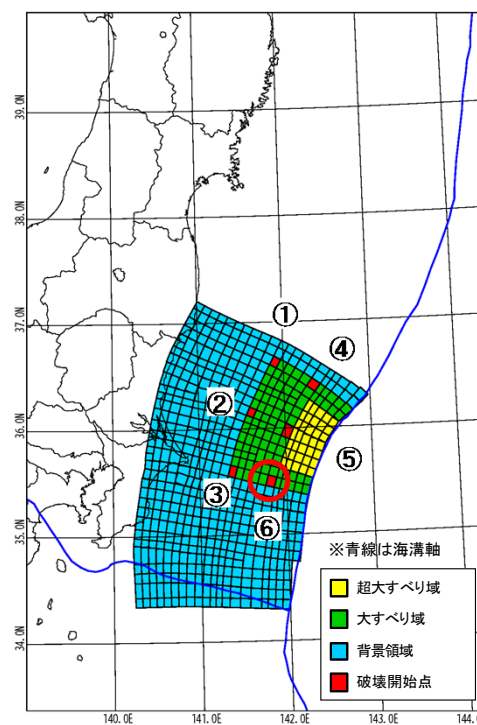 39.0N
38.0N
37.0N
36.0N
35.0N
34.0N
①
④
②
⑤
③
⑥
※青線は海溝軸
超大すべり域
大すべり域
背景領域
破壊開始点
140.0E 141.0E 142.0E 143.0E 144.0E